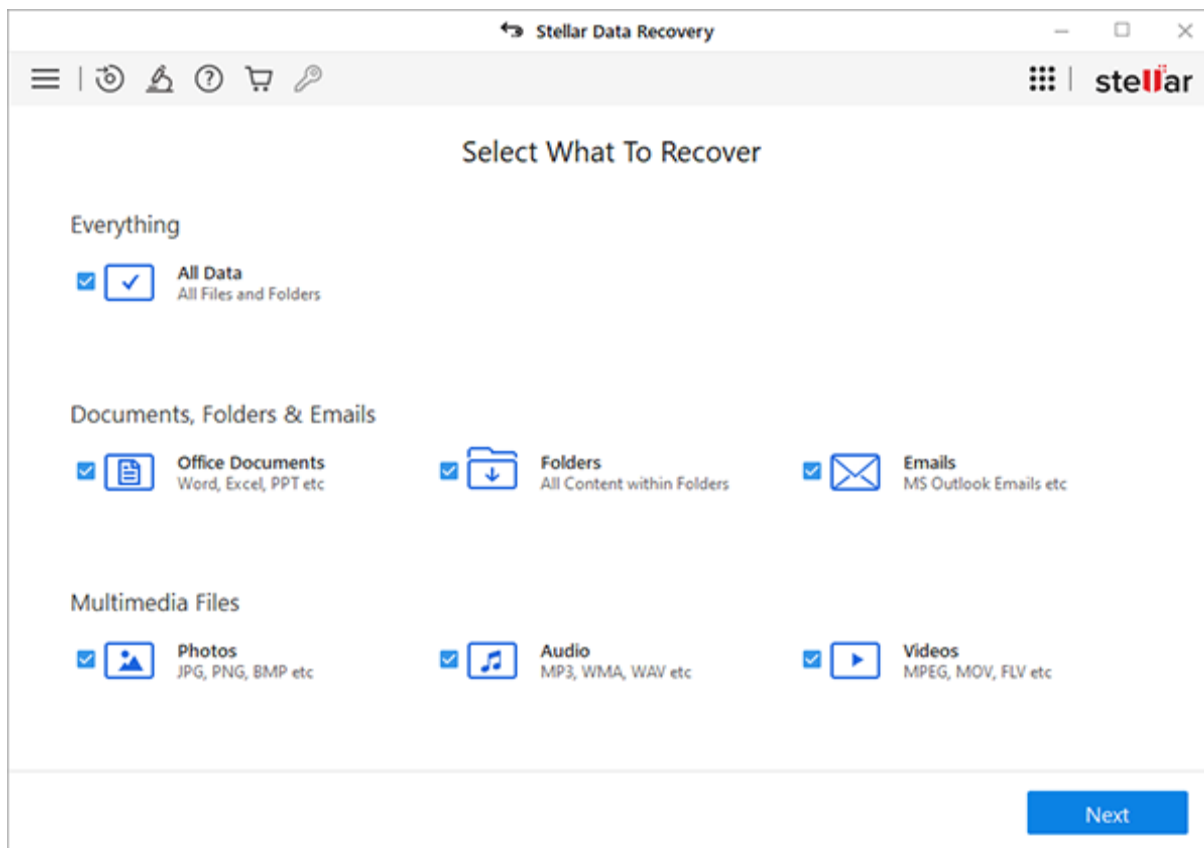 Stellar Data Recovery
stellar
Select What To Recover
Everything
All Data
All Files and Folders
Documents, Folders & Emails
Office Documents
Word, Excel, PPT etc
Folders
All Content within Folders
Emails
MS Outlook Emails etc
Multimedia Files
Photos
JPG, PNG, BMP etc
Audio
MP3, WMA, WAV etc
Videos
MPEG, MOV, FLV etc
Next